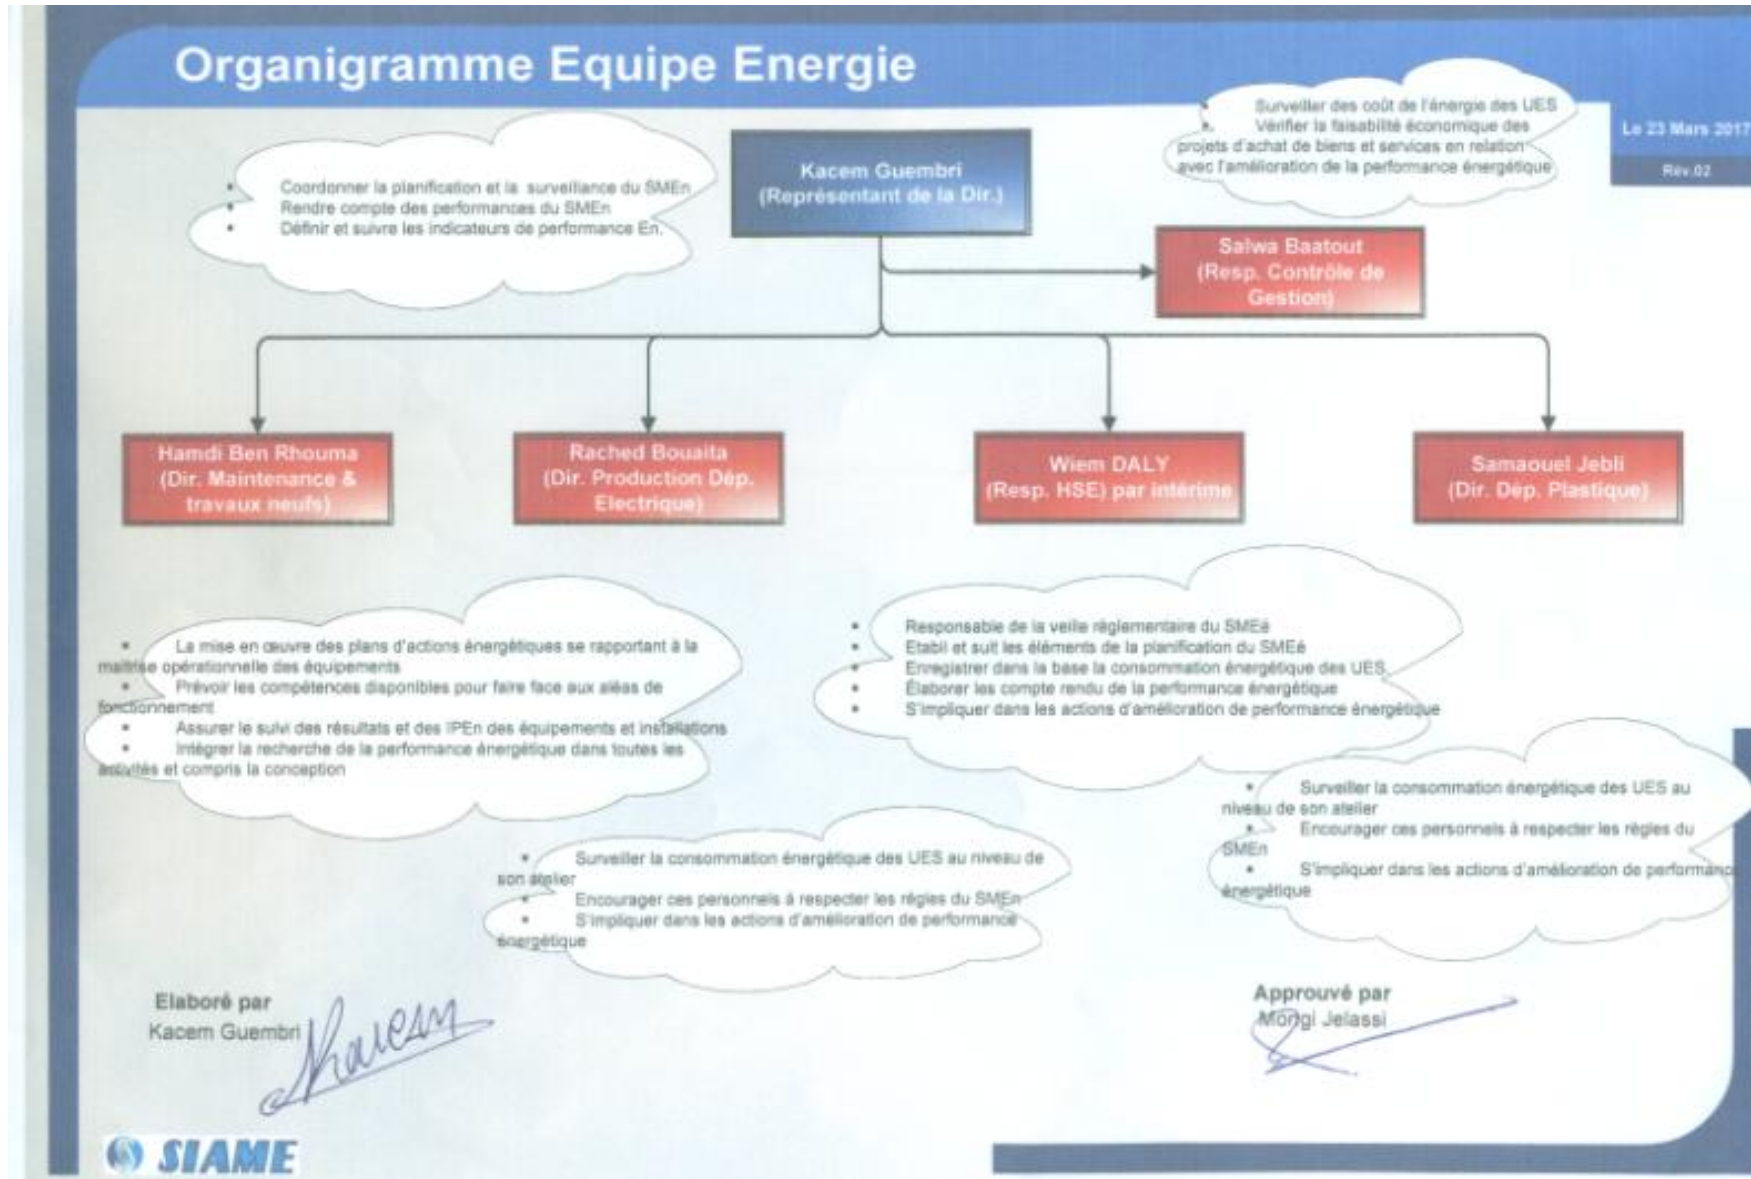 Organigramme Equipe Energie
Le 23 Mars 2017
Rév.02
• Surveiller des coût de l'énergie des UES
• Vérifier la faisabilité économique des
projets d'achat de biens et services en relation
avec l'amélioration de la performance énergétique
Kacem Guembri
(Représentant de la Dir.)
• Coordonner la planification et la surveillance du SMEn
• Rendre compte des performances du SMEn
• Définir et suivre les indicateurs de performance En.
Salwa Baatout
(Resp. Contrôle de
Gestion)
Hamdi Ben Rhouma
(Dir. Maintenance &
travaux neufs)
Rached Bouaita
(Dir. Production Dép.
Electrique)
Wiem DALY
(Resp. HSE) par intérime
Samaouel Jebli
(Dir. Dép. Plastique)
• La mise en œuvre des plans d'actions énergétiques se rapportant à la
maitrise opérationnelle des équipements
• Prévoir les compétences disponibles pour faire face aux aléas de
fonctionnement
• Assurer le suivi des résultats et des IPEn des équipements et installations
• Intégrer la recherche de la performance énergétique dans toutes les
activités et compris la conception
• Responsable de la veille règlementaire du SMEé
• Etabli et suit les éléments de la planification du SMEé
• Enregistrer dans la base la consommation énergétique des UES
• Élaborer les compte rendu de la performance énergétique
• S'impliquer dans les actions d'amélioration de performance énergétique
• Surveiller la consommation énergétique des UES au niveau de
son atelier
• Encourager ces personnels à respecter les règles du SMEn
• S'impliquer dans les actions d'amélioration de performance
énergétique
• Surveiller la consommation énergétique des UES au
niveau de son atelier
• Encourager ces personnels à respecter les règles du
SMEn
• S'impliquer dans les actions d'amélioration de performance
énergétique
Elaboré par
Kacem Guembri
Approuvé par
Mongi Jelassi
SIAME